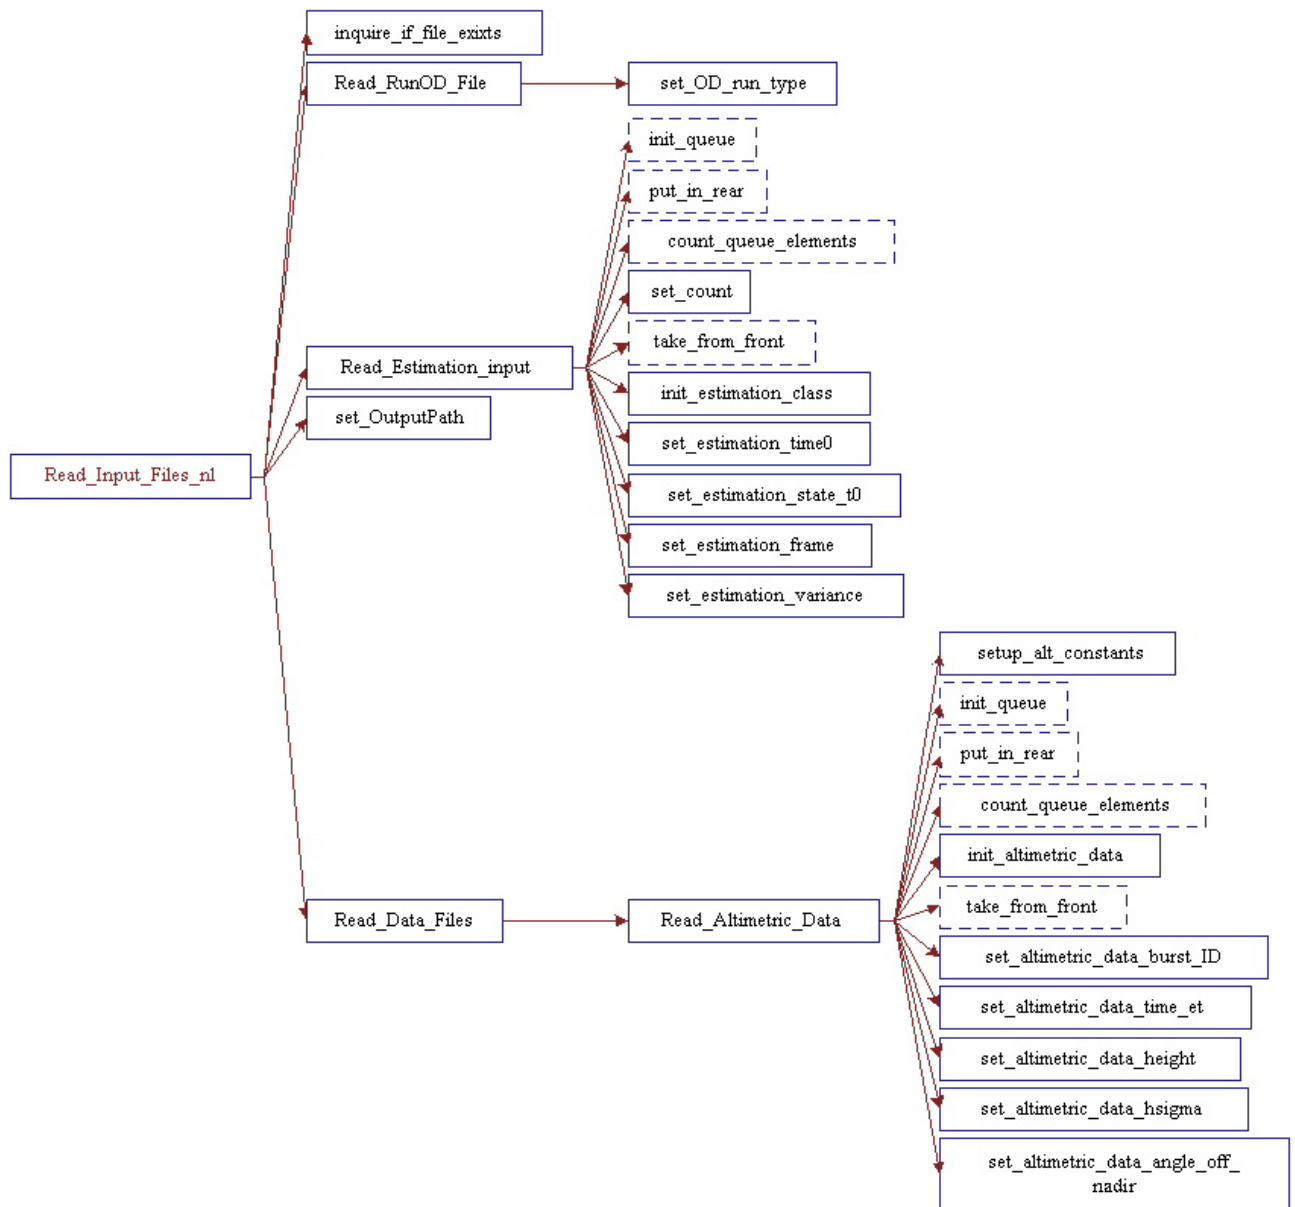 inquire_if_file_exixts
Read_RunOD_File
set_OD_run_type
init_queue
put_in_rear
count_queue_elements
set_count
take_from_front
Read_Estimation_input
init_estimation_class
set_OutputPath
set_estimation_time0
Read_Input_Files_nl
set_estimation_state_t0
set_estimation_frame
set_estimation_variance
setup_alt_constants
init_queue
put_in_rear
count_queue_elements
init_altimetric_data
take_from_front
Read_Data_Files
Read_Altimetric_Data
set_altimetric_data_burst_ID
set_altimetric_data_time_et
set_altimetric_data_height
set_altimetric_data_hsigma
set_altimetric_data_angle_off_
nadir